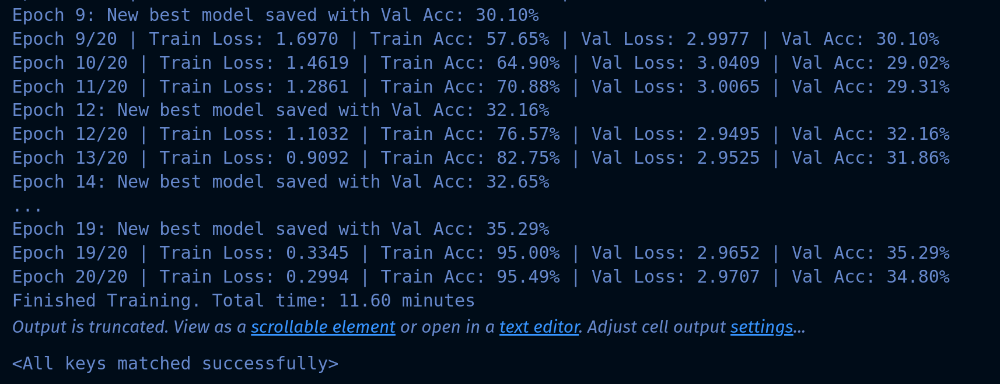 Epoch 9: New best model saved with Val Acc: 30.10%
Epoch 9/20 | Train Loss: 1.6970 | Train Acc: 57.65% | Val Loss: 2.9977 | Val Acc: 30.10%
Epoch 10/20 | Train Loss: 1.4619 | Train Acc: 64.90% | Val Loss: 3.0409 | Val Acc: 29.02%
Epoch 11/20 | Train Loss: 1.2861 | Train Acc: 70.88% | Val Loss: 3.0065 | Val Acc: 29.31%
Epoch 12: New best model saved with Val Acc: 32.16%
Epoch 12/20 | Train Loss: 1.1032 | Train Acc: 76.57% | Val Loss: 2.9495 | Val Acc: 32.16%
Epoch 13/20 | Train Loss: 0.9092 | Train Acc: 82.75% | Val Loss: 2.9525 | Val Acc: 31.86%
Epoch 14: New best model saved with Val Acc: 32.65%
...
Epoch 19: New best model saved with Val Acc: 35.29%
Epoch 19/20 | Train Loss: 0.3345 | Train Acc: 95.00% | Val Loss: 2.9652 | Val Acc: 35.29%
Epoch 20/20 | Train Loss: 0.2994 | Train Acc: 95.49% | Val Loss: 2.9707 | Val Acc: 34.80%
Finished Training. Total time: 11.60 minutes
Output is truncated. View as a scrollable element or open in a text editor. Adjust cell output settings...
<All keys matched successfully>